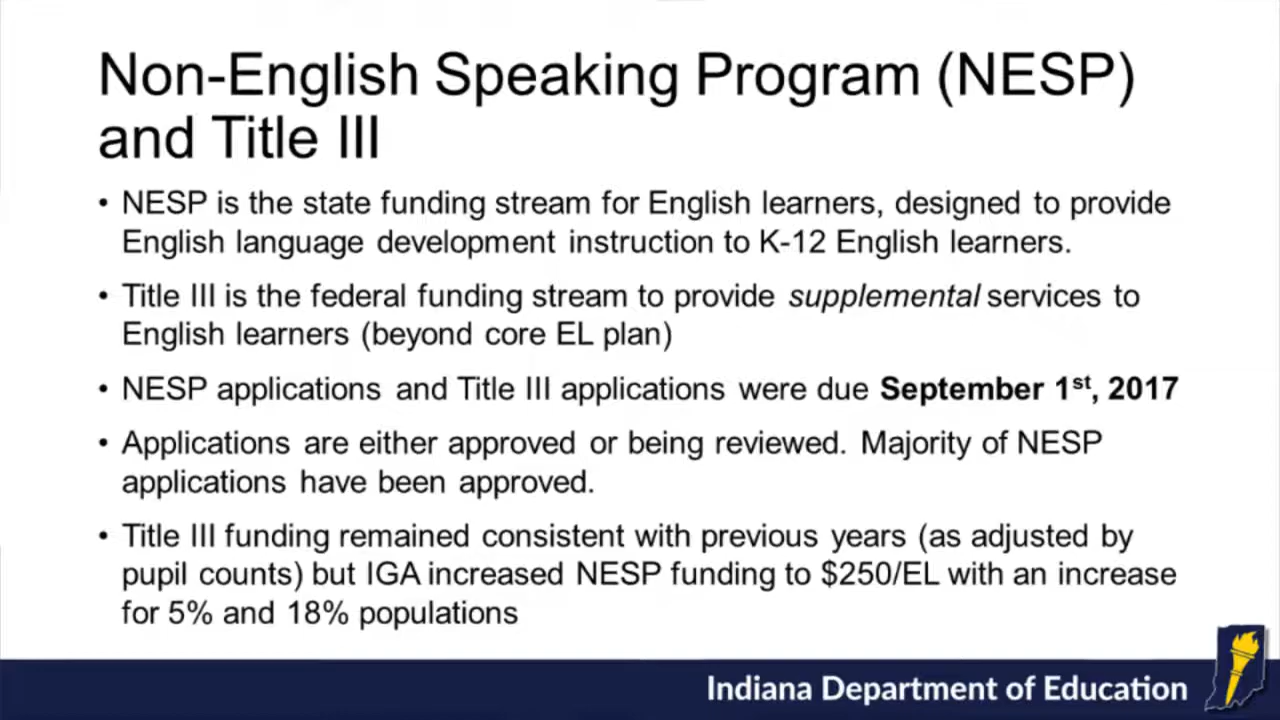 Non-English Speaking Program (NESP)
and Title III
• NESP is the state funding stream for English learners, designed to provide
English language development instruction to K-12 English learners.
• Title III is the federal funding stream to provide supplemental services to
English learners (beyond core EL plan)
• NESP applications and Title III applications were due September 1st, 2017
• Applications are either approved or being reviewed. Majority of NESP
applications have been approved.
• Title III funding remained consistent with previous years (as adjusted by
pupil counts) but IGA increased NESP funding to $250/EL with an increase
for 5% and 18% populations
Indiana Department of Education